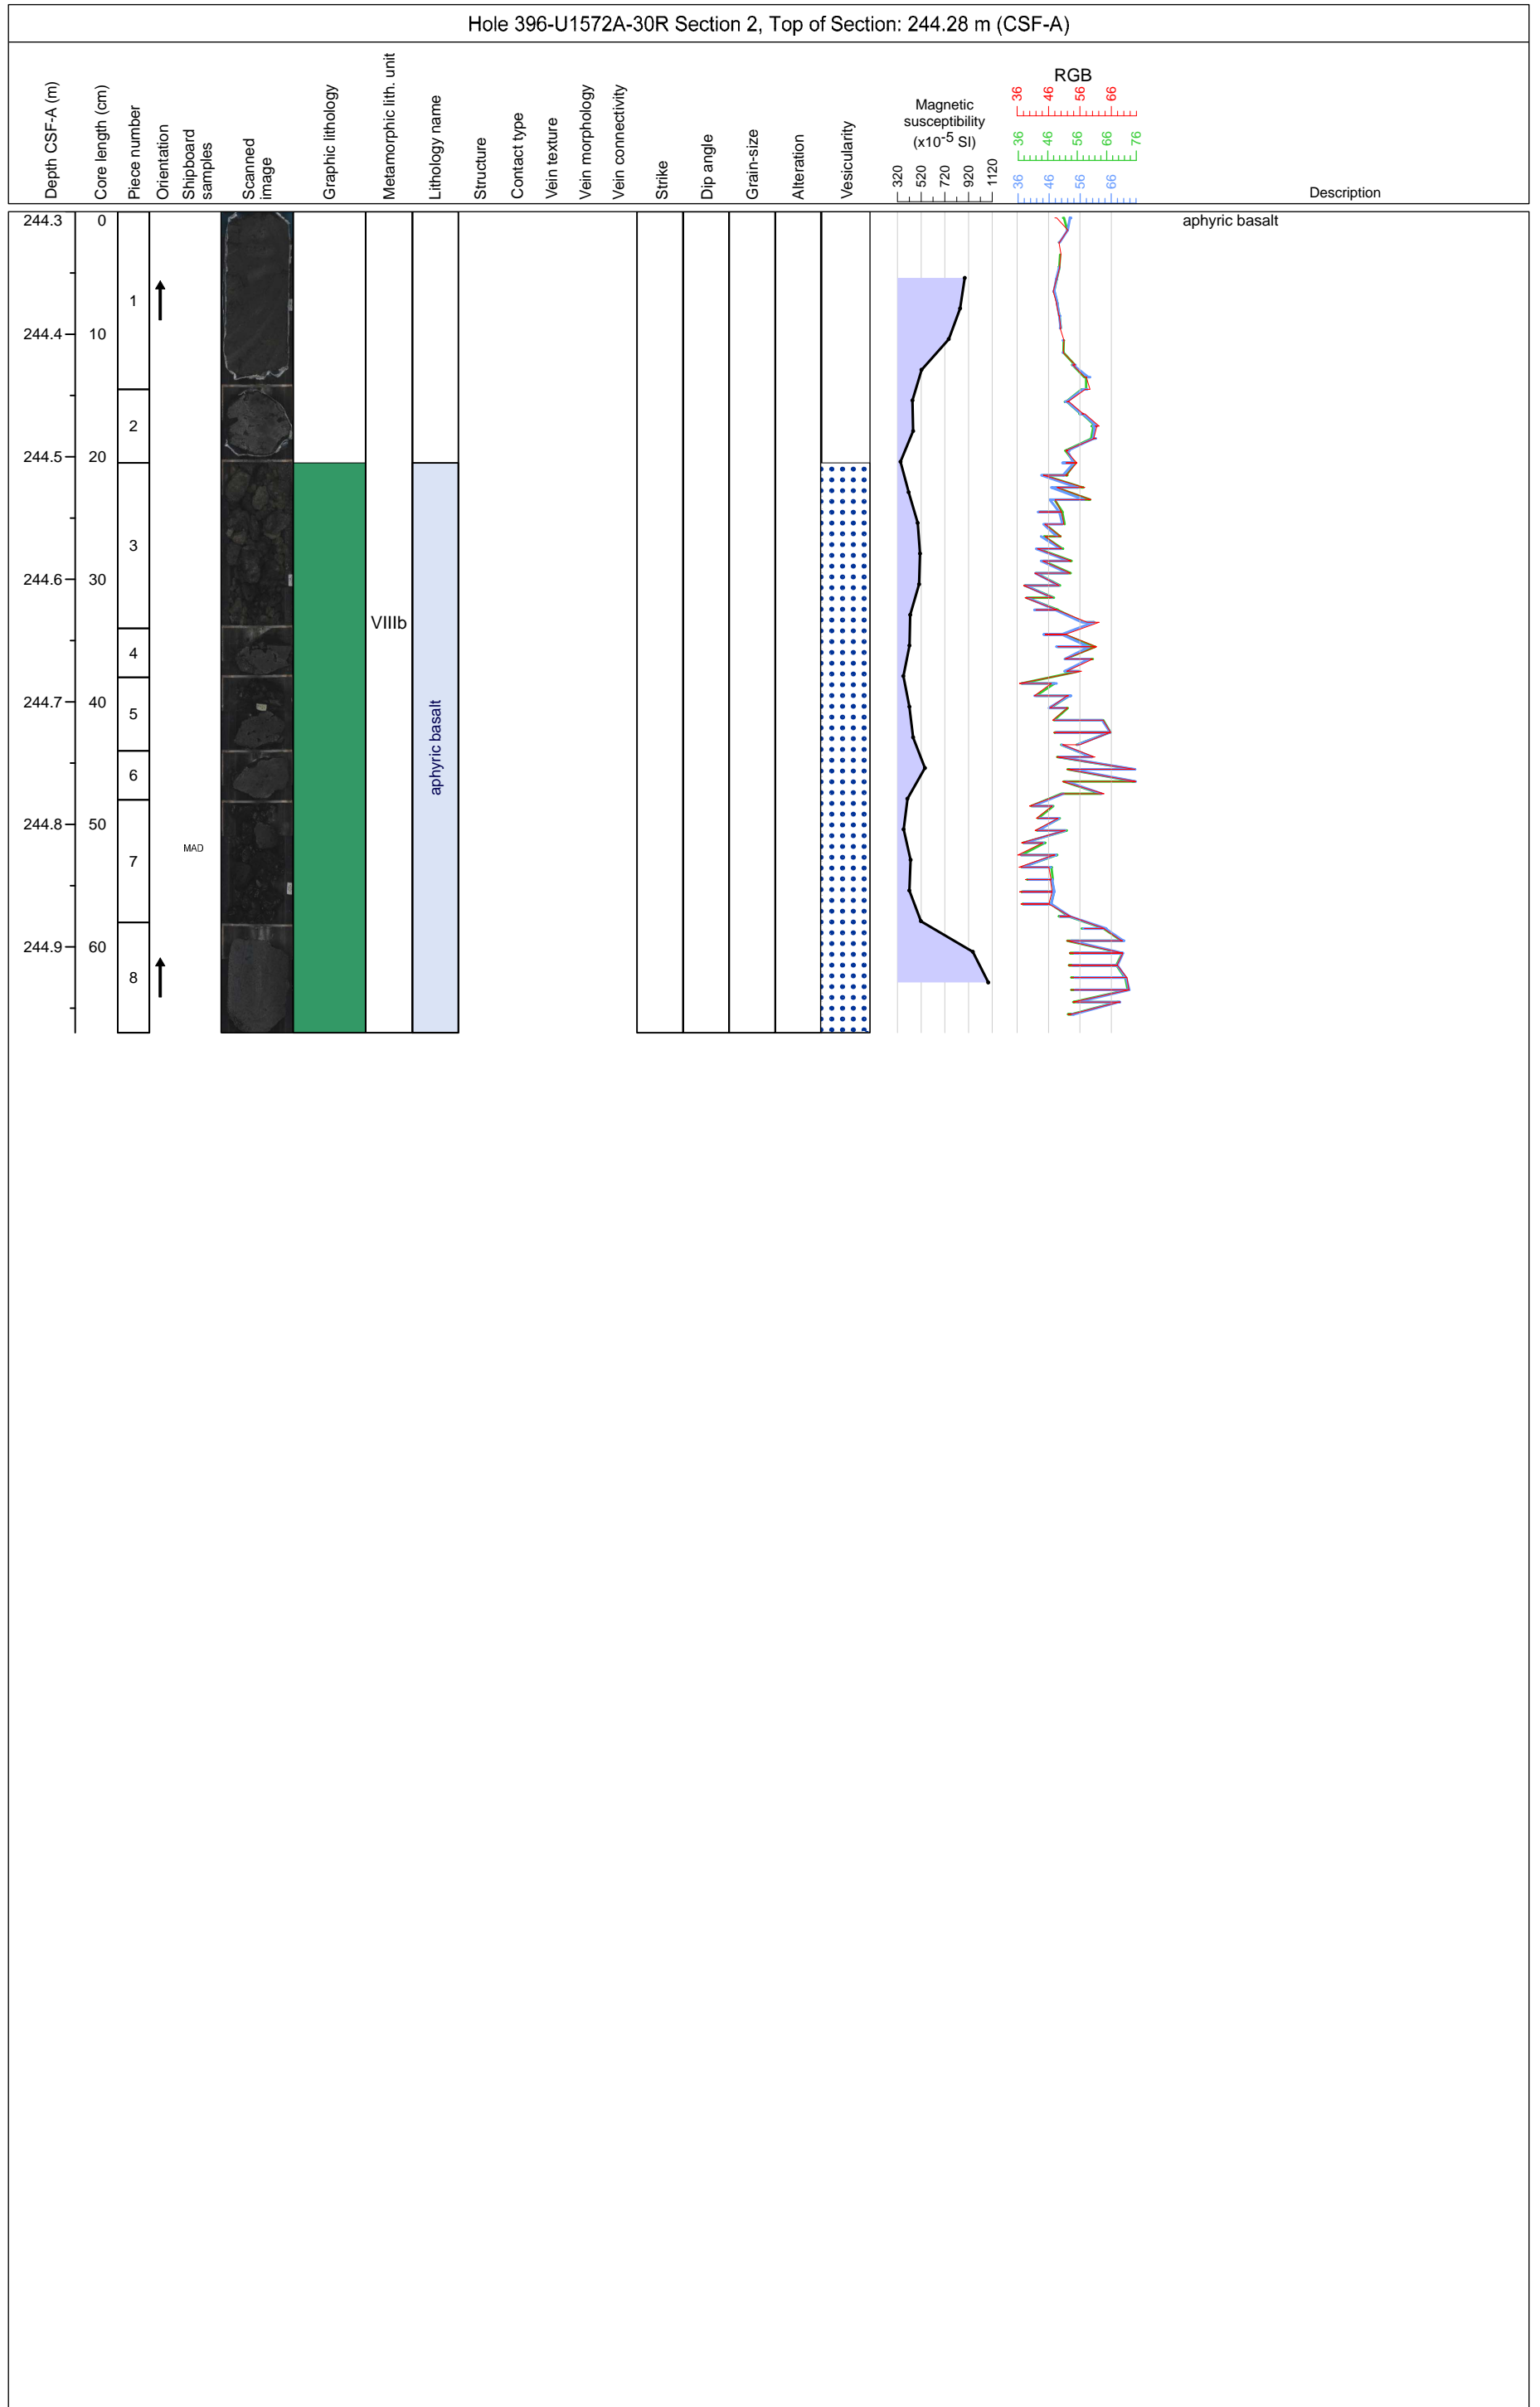 Hole 396-U1572A-30R Section 2, Top of Section: 244.28 m (CSF-A)
Depth CSF-A (m)
Core length (cm)
Piece number
Orientation
Shipboard
samples
Scanned
image
Graphic lithology
Metamorphic lith. unit
Lithology name
Structure
Contact type
Vein texture
Vein morphology
Vein connectivity
Strike
Dip angle
Grain-size
Alteration
Vesicularity
Magnetic
susceptibility
(x10-5 SI)
320 520 720 920 1120
RGB
36 46 56 66
36 46 56 66 76
36 46 56 66
Description
244.3 0
aphyric basalt
1
244.4 10
2
244.5 20
3
244.6 30
VIIIb
4
244.7 40
5
aphyric basalt
6
244.8 50
MAD
7
244.9 60
8